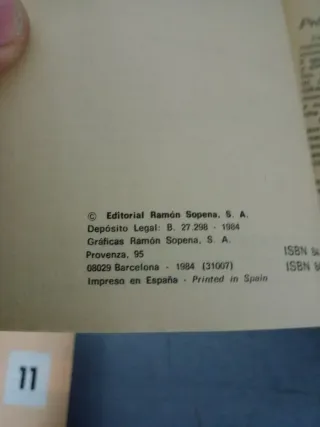 © Editorial Ramón Sopena, S. A.
Depósito Legal: B. 27.298 - 1984
Gráficas Ramón Sopena, S. A.
Provenza, 95
08029 Barcelona - 1984 (31007)
Impreso en España - Printed in Spain
ISBN
ISBN
11